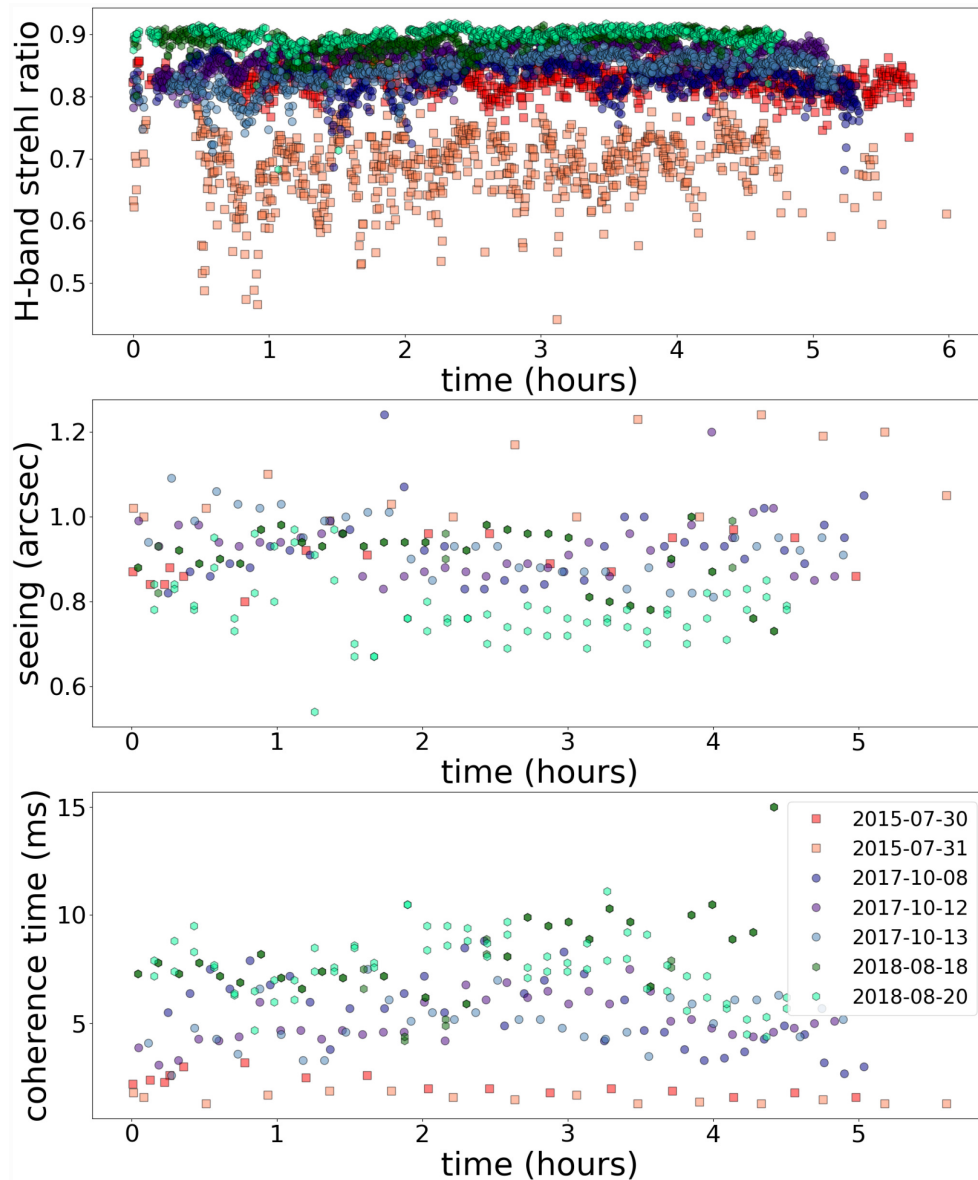 H-band strehl ratio
0.9
0.8
0.7
0.6
0.5
0 1 2 3 4 5 6
time (hours)
seeing (arcsec)
1.2
1.0
0.8
0.6
0 1 2 3 4 5
time (hours)
coherence time (ms)
15
10
5
2015-07-30
2015-07-31
2017-10-08
2017-10-12
2017-10-13
2018-08-18
2018-08-20
0 1 2 3 4 5
time (hours)